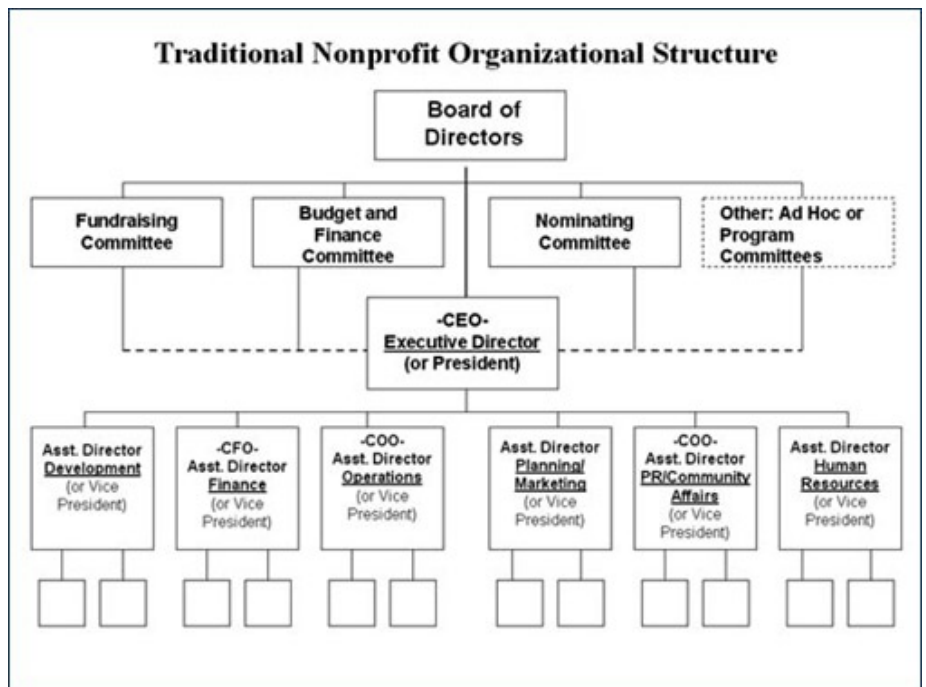 Traditional Nonprofit Organizational Structure
Board of
Directors
Fundraising
Committee
Budget and
Finance
Committee
Nominating
Committee
Other: Ad Hoc or
Program
Committees
-CEO-
Executive Director
(or President)
Asst. Director
Development
(or Vice
President)
-CFO-
Asst. Director
Finance
(or Vice
President)
-COO-
Asst. Director
Operations
(or Vice
President)
Asst. Director
Planning/
Marketing
(or Vice
President)
-COO-
Asst. Director
PR/Community
Affairs
(or Vice
President)
Asst. Director
Human
Resources
(or Vice
President)